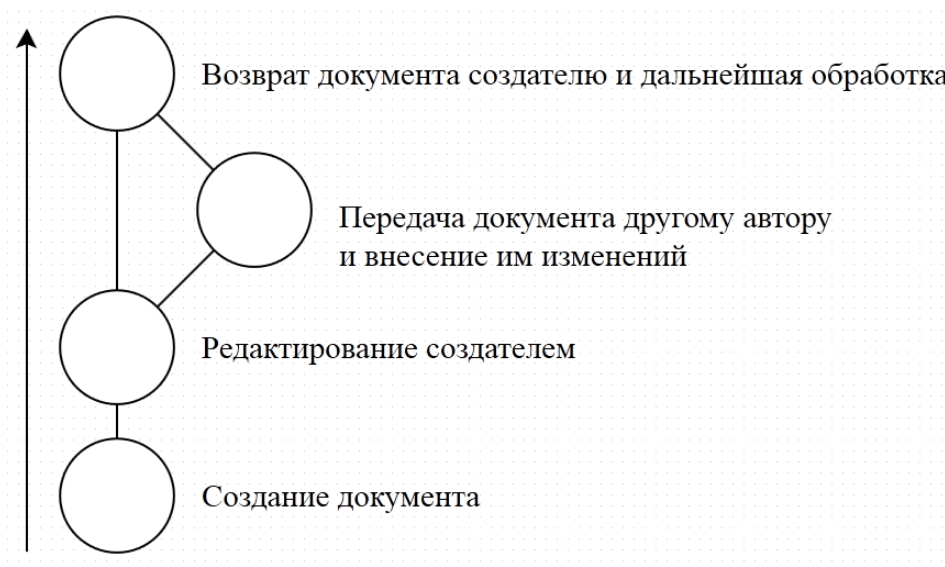 Возврат документа создателю и дальнейшая обработка
Передача документа другому автору
и внесение им изменений
Редактирование создателем
Создание документа